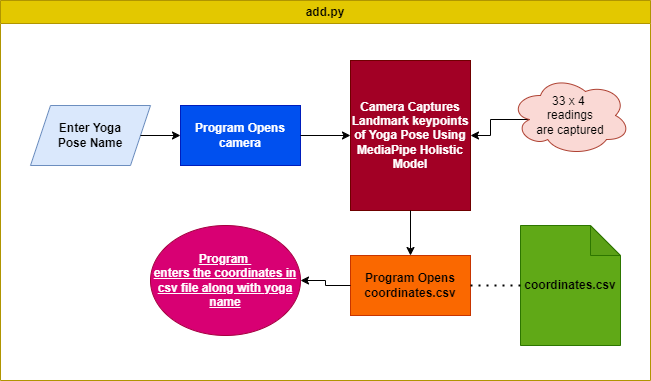 add.py
Enter Yoga
Pose Name
Program Opens
camera
Camera Captures
Landmark keypoints
of Yoga Pose Using
MediaPipe Holistic
Model
33 x 4
readings
are captured
Program
enters the coordinates in
csv file along with yoga
name
Program Opens
coordinates.csv
coordinates.csv